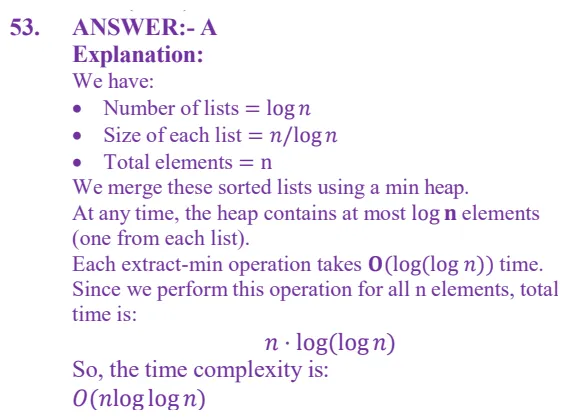 53. ANSWER:- A
Explanation:
We have:
• Number of lists = log n
• Size of each list = n/log n
• Total elements = n
We merge these sorted lists using a min heap.
At any time, the heap contains at most log n elements
(one from each list).
Each extract-min operation takes O(log(log n)) time.
Since we perform this operation for all n elements, total
time is:
n · log(log n)
So, the time complexity is:
O(nlog log n)